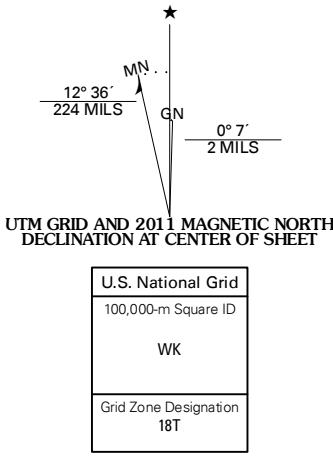 ★
MN
12° 36´
224 MILS
GN
0° 7´
2 MILS
UTM GRID AND 2011 MAGNETIC NORTH
DECLINATION AT CENTER OF SHEET
U.S. National Grid
100,000-m Square ID
WK
Grid Zone Designation
18T